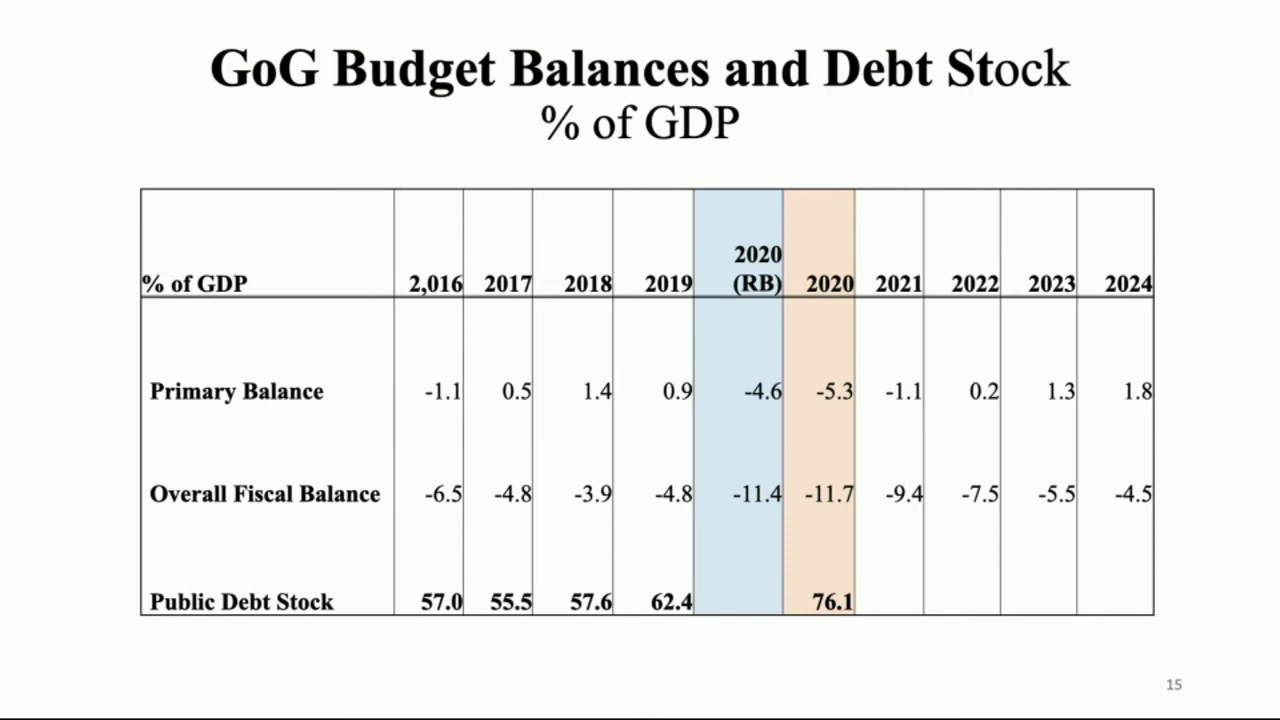 GoG Budget Balances and Debt Stock
% of GDP
% of GDP 2,016 2017 2018 2019 2020 (RB) 2020 2021 2022 2023 2024
Primary Balance -1.1 0.5 1.4 0.9 -4.6 -5.3 -1.1 0.2 1.3 1.8
Overall Fiscal Balance -6.5 -4.8 -3.9 -4.8 -11.4 -11.7 -9.4 -7.5 -5.5 -4.5
Public Debt Stock 57.0 55.5 57.6 62.4 76.1
15